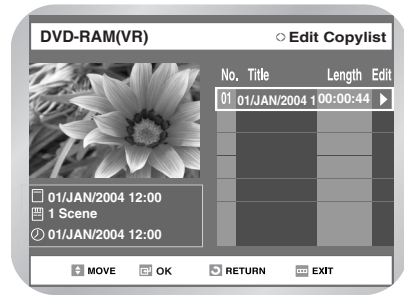 DVD-RAM(VR) Edit Copylist
No. Title Length Edit
01 01/JAN/2004 1 00:00:44
01/JAN/2004 12:00
1 Scene
01/JAN/2004 12:00
MOVE OK RETURN EXIT